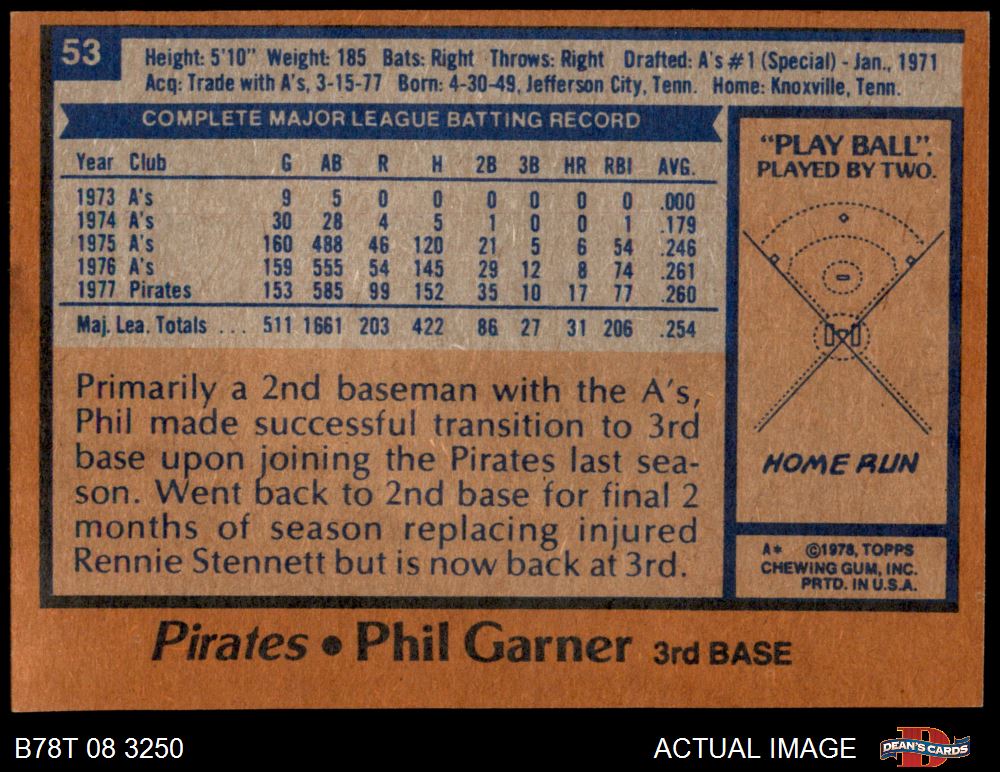 53
Height: 5'10" Weight: 185 Bats: Right Throws: Right Drafted: A's #1 (Special) - Jan., 1971
Acq: Trade with A's, 3-15-77 Born: 4-30-49, Jefferson City, Tenn. Home: Knoxville, Tenn.
COMPLETE MAJOR LEAGUE BATTING RECORD
Year Club G AB R H 2B 3B HR RBI AVG.
1973 A's 9 5 0 0 0 0 0 0 .000
1974 A's 30 28 4 5 1 0 0 1 .179
1975 A's 160 488 46 120 21 5 6 54 .246
1976 A's 159 555 54 145 29 12 8 74 .261
1977 Pirates 153 585 99 152 35 10 17 77 .260
Maj. Lea. Totals ... 511 1661 203 422 86 27 31 206 .254
Primarily a 2nd baseman with the A's,
Phil made successful transition to 3rd
base upon joining the Pirates last sea-
son. Went back to 2nd base for final 2
months of season replacing injured
Rennie Stennett but is now back at 3rd.
"PLAY BALL".
PLAYED BY TWO.
HOME RUN
A* ©1978, TOPPS
CHEWING GUM, INC.
PRTD. IN U.S.A.
Pirates • Phil Garner 3rd BASE
B78T 08 3250
ACTUAL IMAGE
D
DEAN'S CARDS